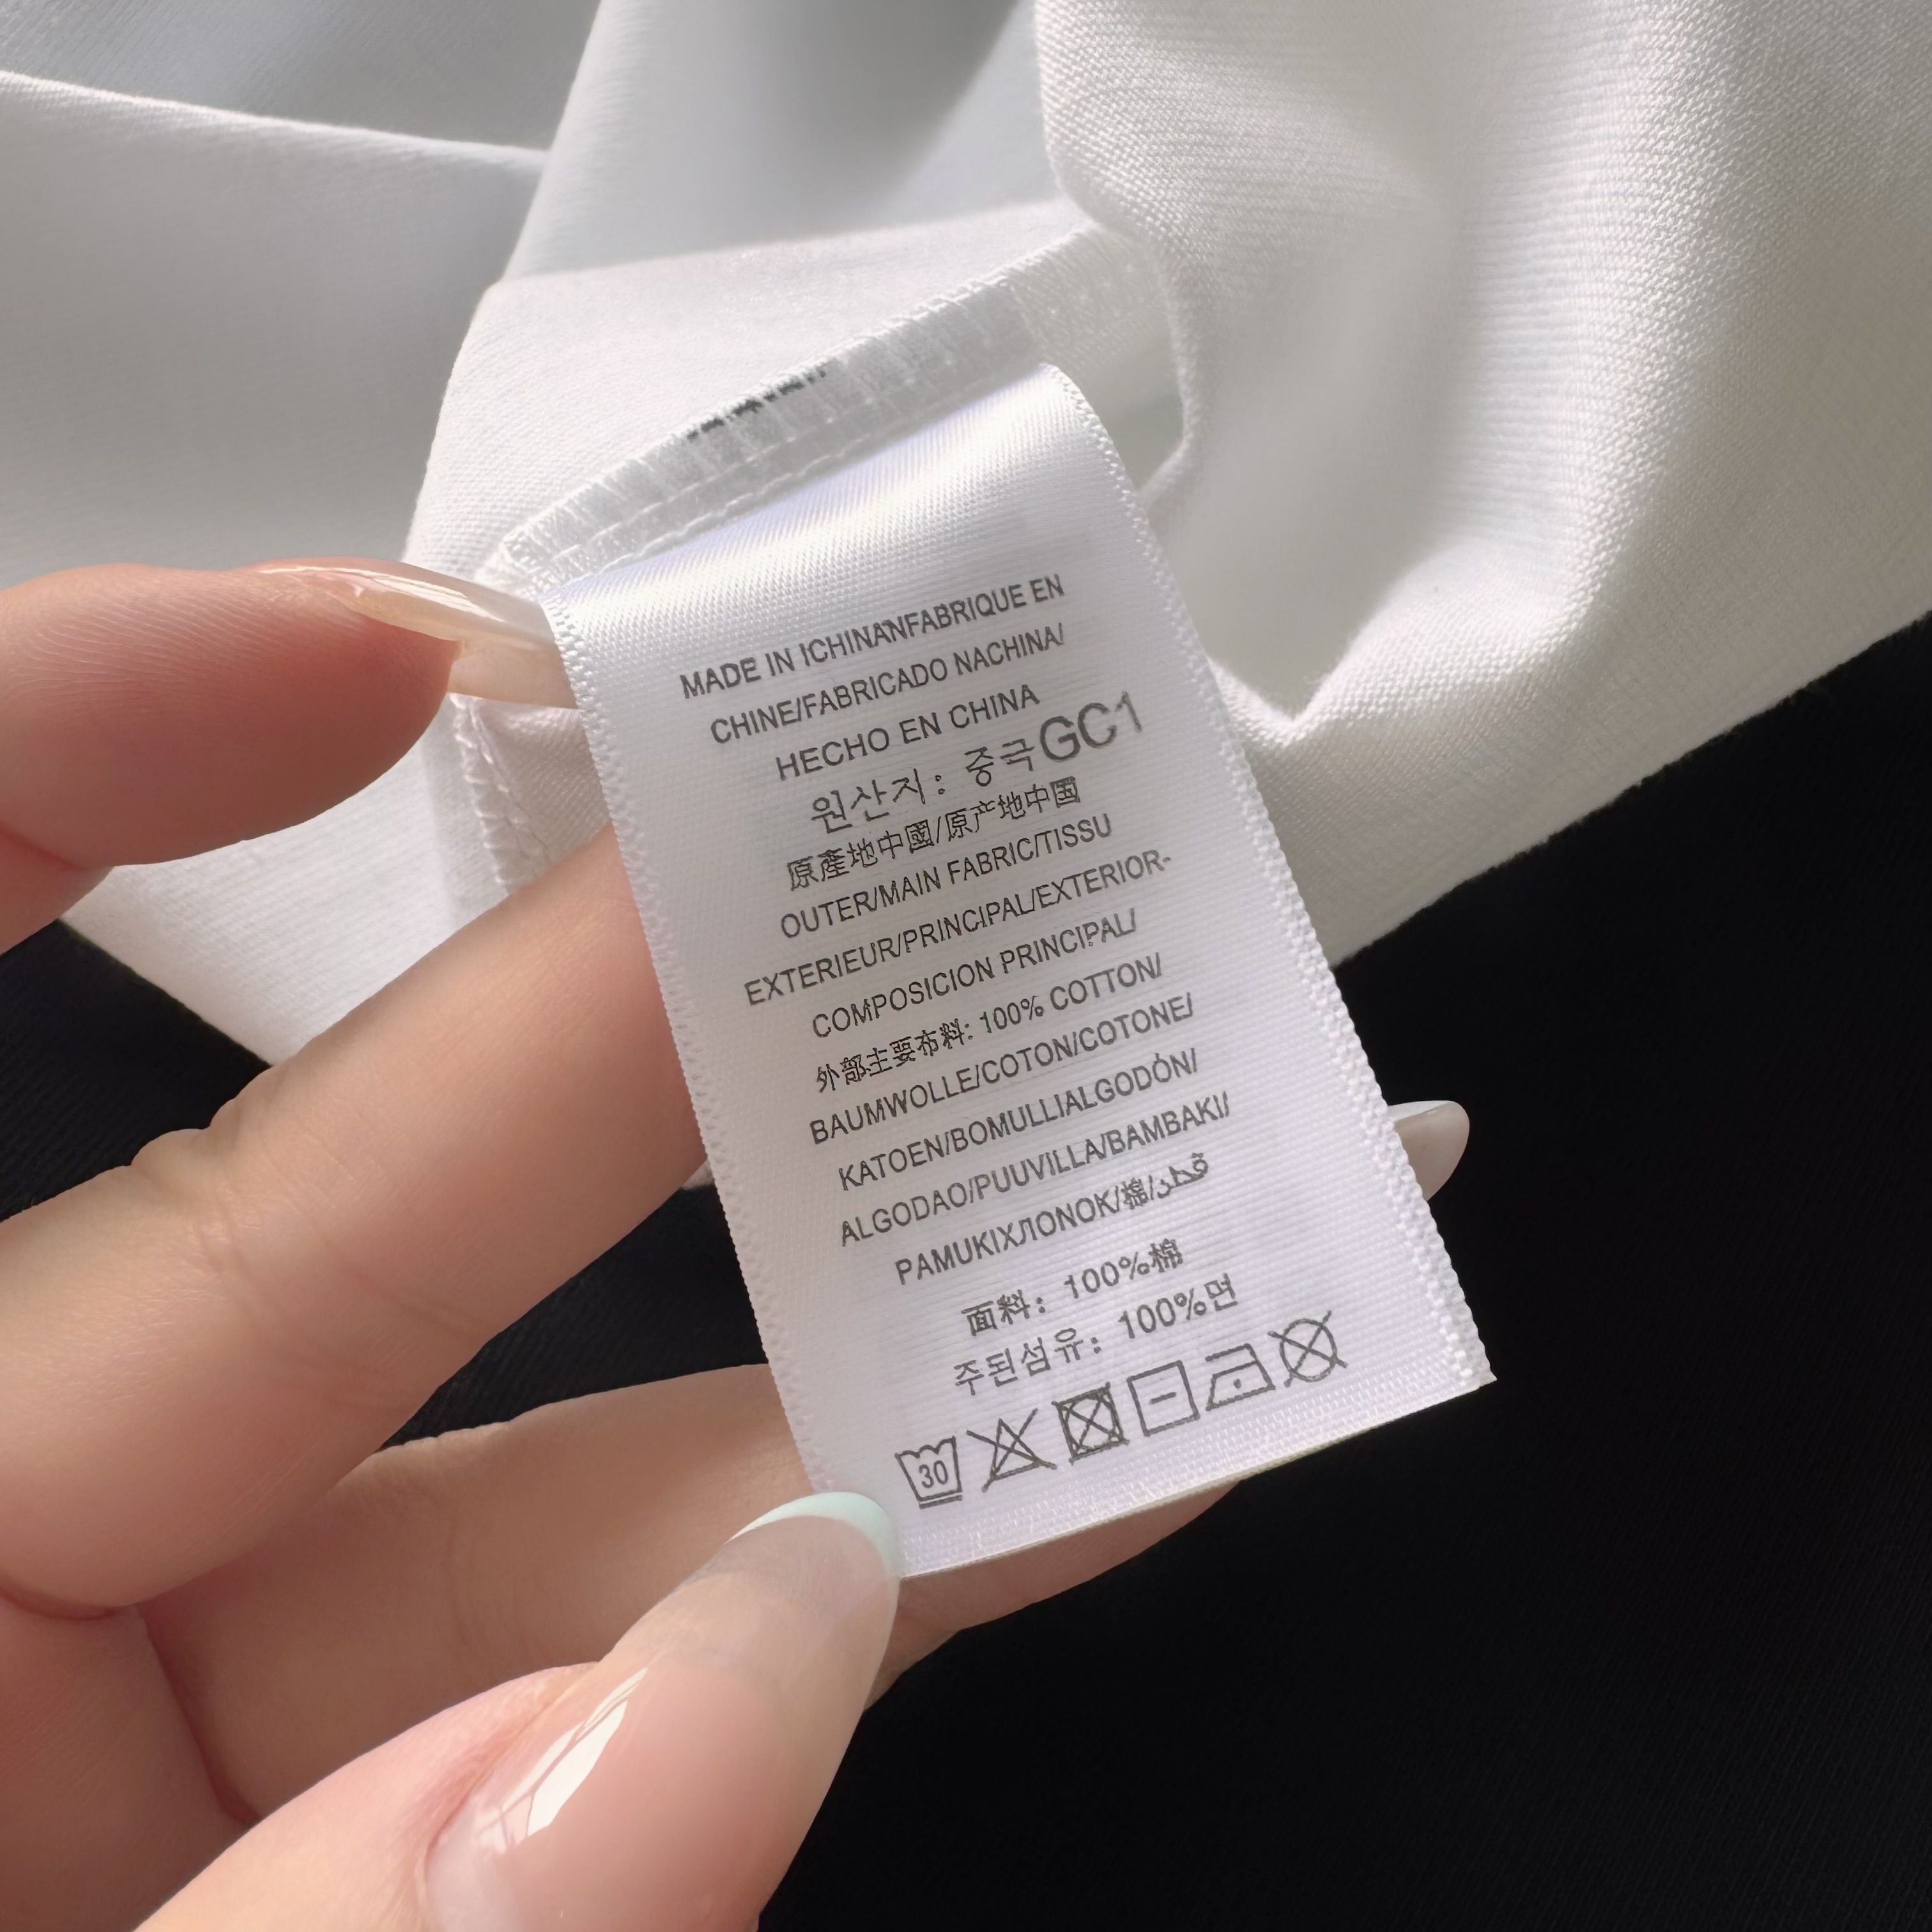 MADE IN ICHINANFABRIQUE EN
CHINE/FABRICADO NACHINA/
HECHO EN CHINA
원산지: 중국GC1
原產地中國/原产地中国
OUTER/MAIN FABRIC/TISSU
EXTERIEUR/PRINCIPAL/EXTERIOR-
COMPOSICION PRINCIPAL/
外部主要布料: 100% COTTON/
BAUMWOLLE/COTON/COTONE/
KATOEN/BOMULLIALGODÓN/
ALGODAO/PUUVILLA/BAMBAKI/
PAMUKIX/IONOK/棉/قطن
面料: 100%棉
주된섬유: 100%면
30